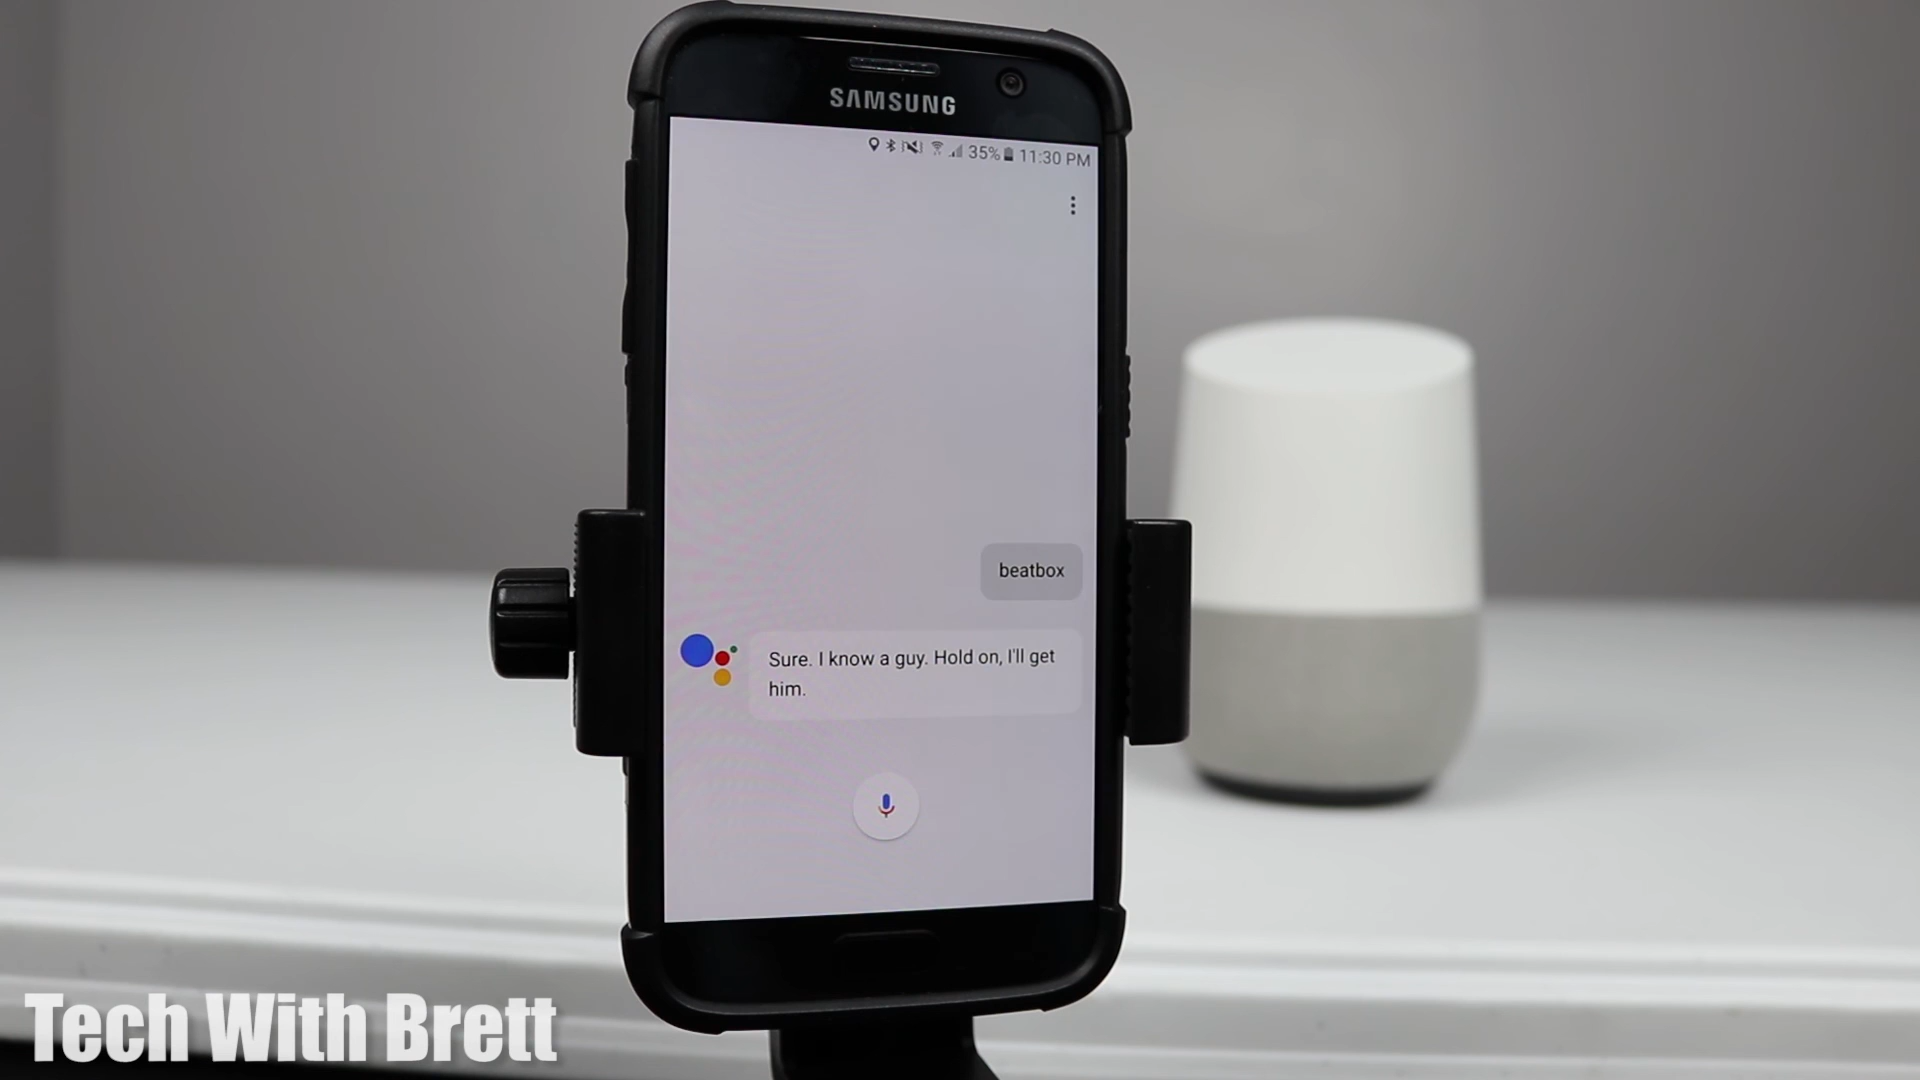 SAMSUNG
35% 11:30 PM
beatbox
Sure. I know a guy. Hold on, I'll get
him.
Tech With Brett